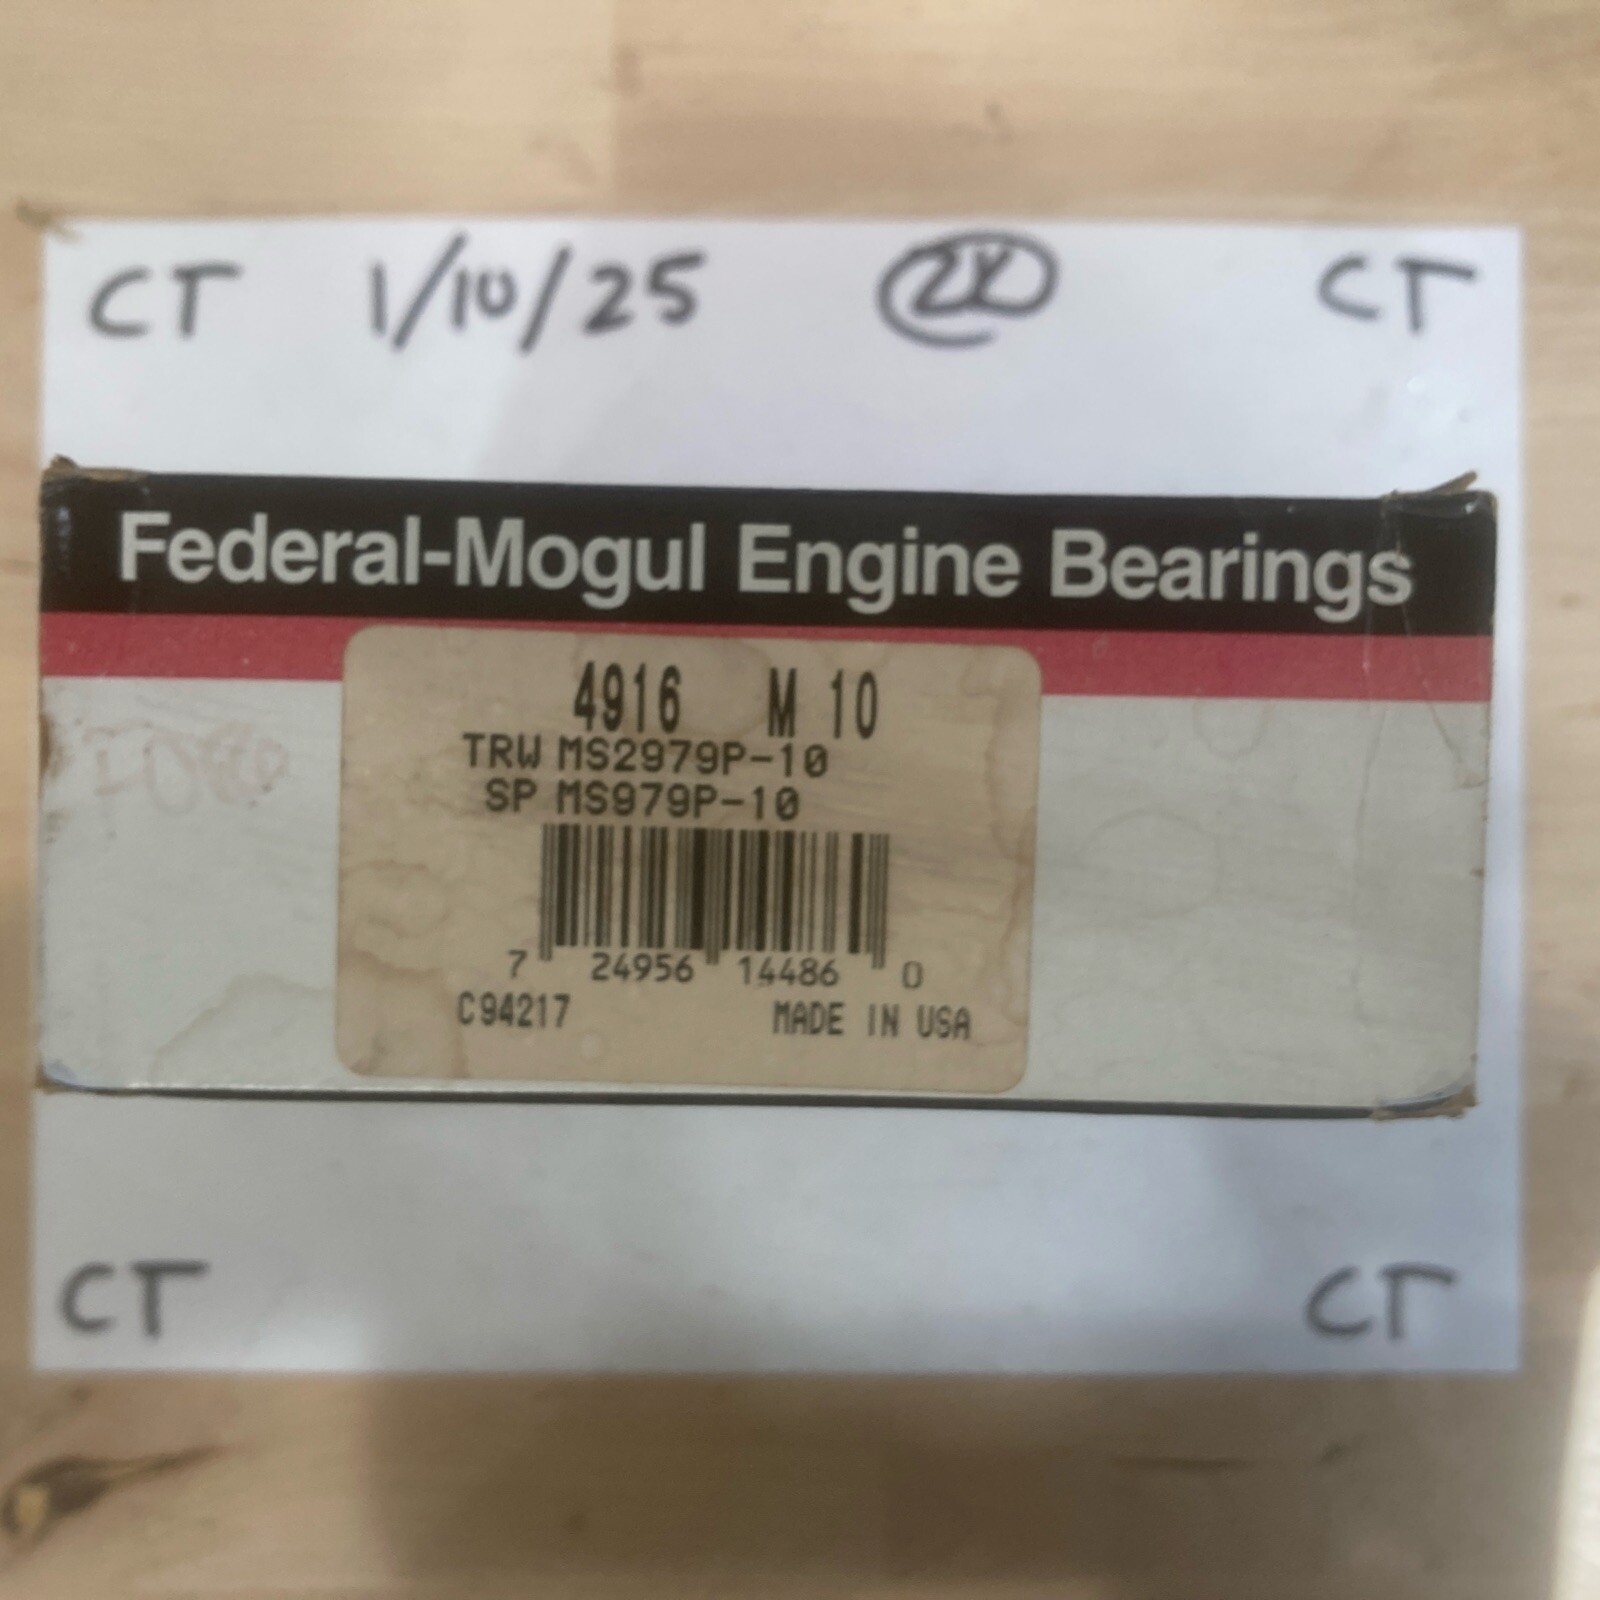 CT 1/10/25 2X CT
Federal-Mogul Engine Bearings
4916 M 10
TRW MS2979P-10
SP MS979P-10
7 24956 14486 0
C94217 MADE IN USA
CT CT